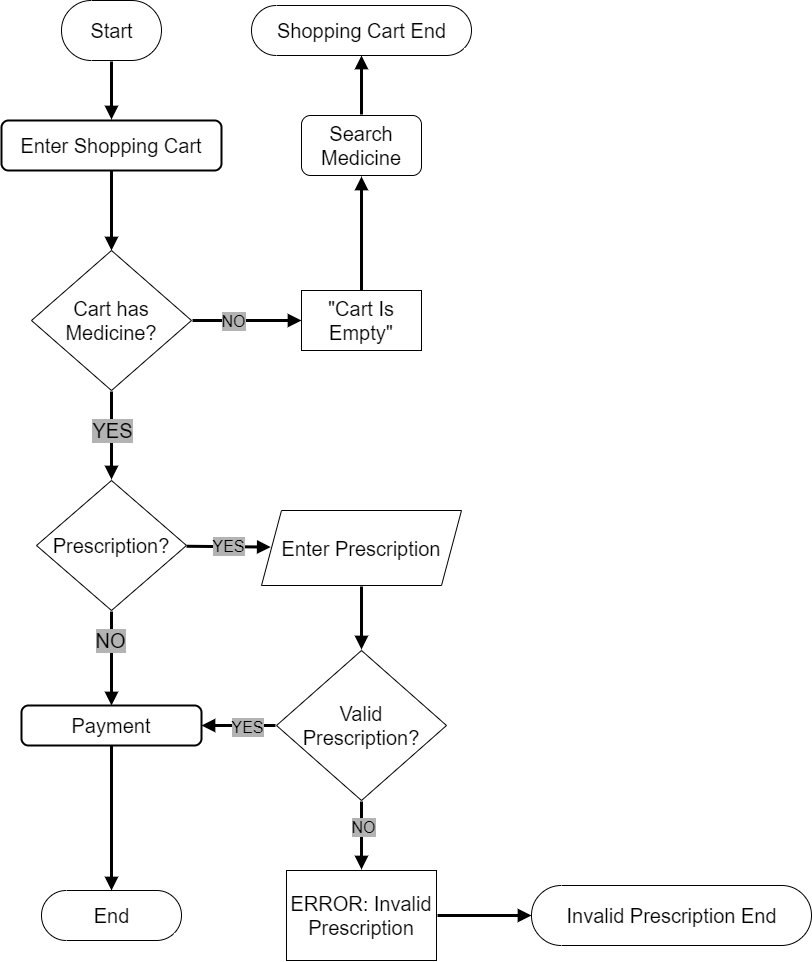 Start
Shopping Cart End
Enter Shopping Cart
Search
Medicine
Cart has
Medicine?
NO
"Cart Is
Empty"
YES
Prescription?
YES
Enter Prescription
NO
Payment
YES
Valid
Prescription?
NO
End
ERROR: Invalid
Prescription
Invalid Prescription End